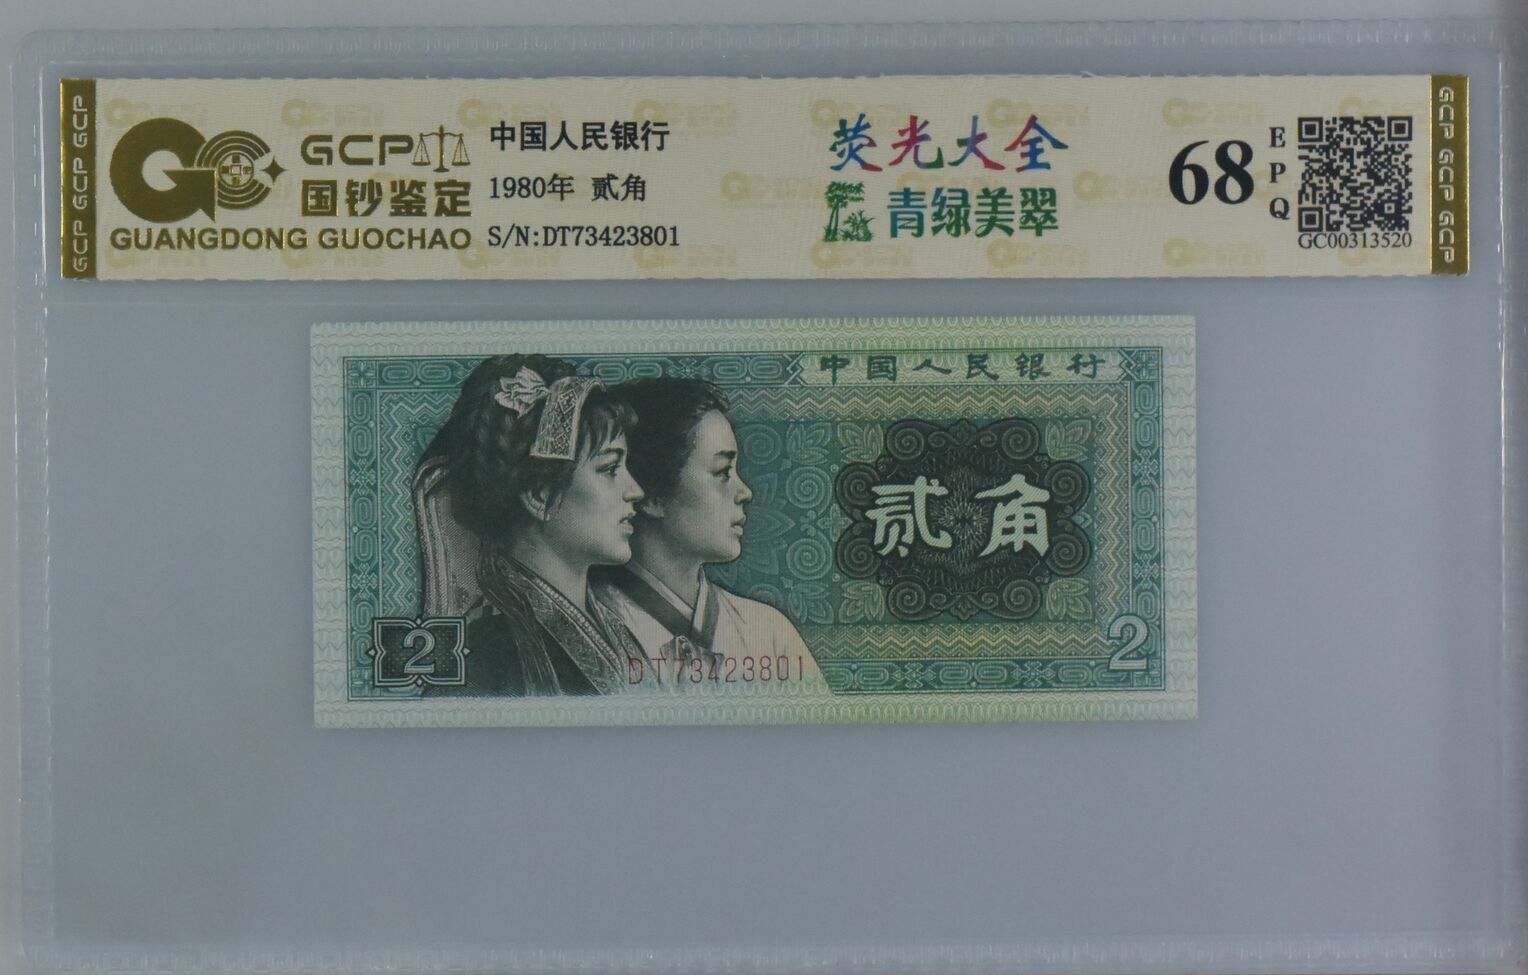 GCP
国钞鉴定
GUANGDONG GUOCHAO
中国人民银行
1980年 贰角
S/N:DT73423801
荧光大全
青绿美翠
68
EPQ
GC00313520
GCP GCP GCP
GCP GCP GCP
中国人民银行
贰角
2
2
DT73423801